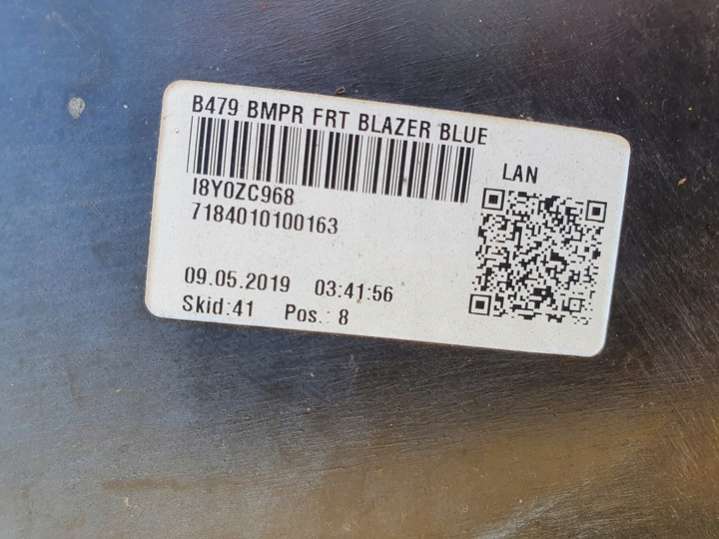 B479 BMPR FRT BLAZER BLUE
LAN
I8Y0ZC968
7184010100163
09.05.2019 03:41:56
Skid:41 Pos.: 8